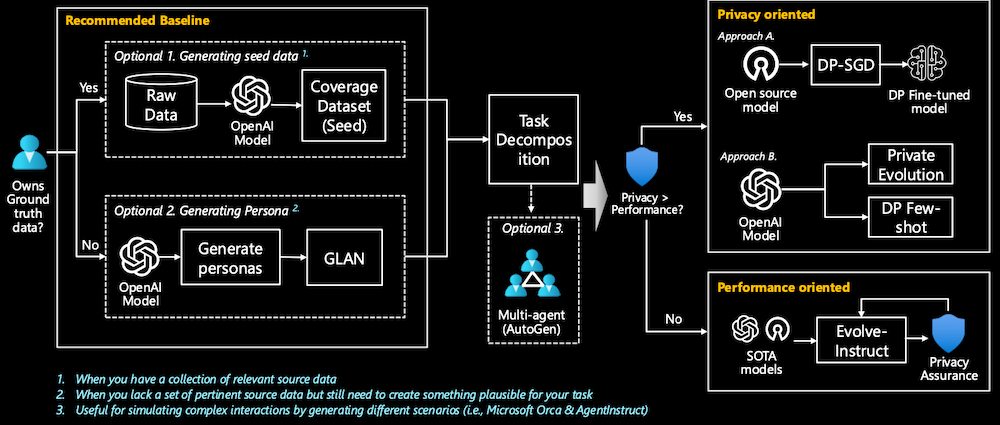 Recommended Baseline
Optional 1. Generating seed data 1.
Yes
Raw
Data
OpenAI
Model
Coverage
Dataset
(Seed)
Owns
Ground
truth
data?
No
Optional 2. Generating Persona 2.
OpenAI
Model
Generate
personas
GLAN
Task
Decompos
ition
Optional 3.
Multi-agent
(AutoGen)
Privacy >
Performance?
Yes
No
Privacy oriented
Approach A.
Open source
model
DP-SGD
DP Fine-tuned
model
Approach B.
OpenAI
Model
Private
Evolution
DP Few-
shot
Performance oriented
SOTA
models
Evolve-
Instruct
Privacy
Assurance
1. When you have a collection of relevant source data
2. When you lack a set of pertinent source data but still need to create something plausible for your task
3. Useful for simulating complex interactions by generating different scenarios (i.e., Microsoft Orca & AgentInstruct)